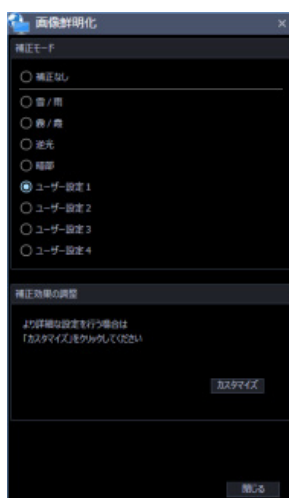 画像鮮明化
補正モード
補正なし
雪/雨
霧/靄
逆光
暗部
ユーザー設定1
ユーザー設定2
ユーザー設定3
ユーザー設定4
補正効果の調整
より詳細な設定を行う場合は
「カスタマイズ」をクリックしてください
カスタマイズ
閉じる